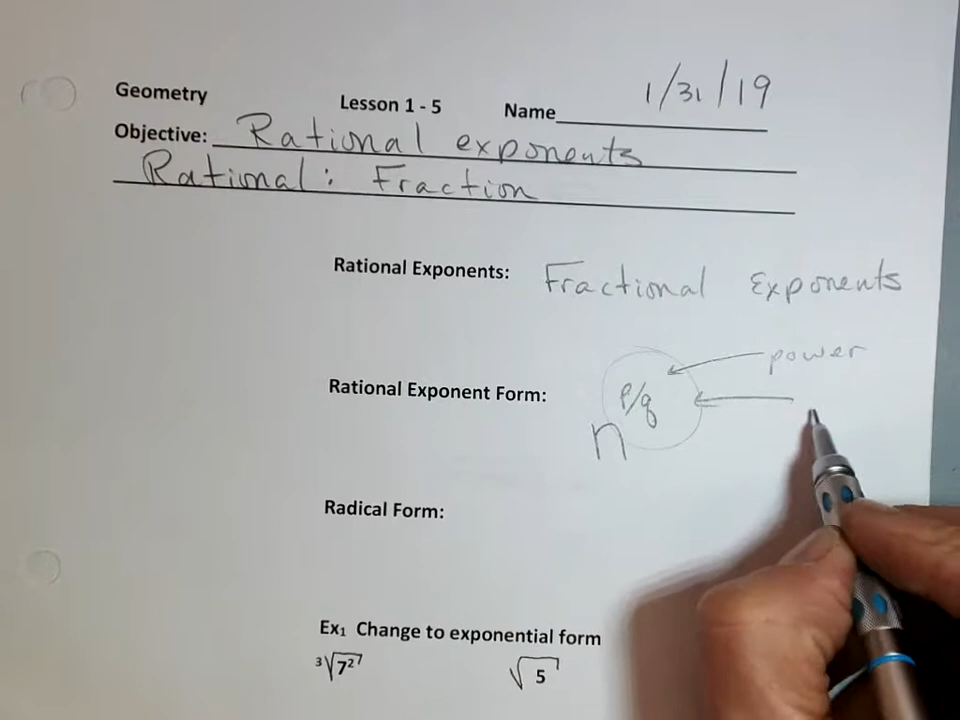 Geometry Lesson 1 - 5 Name 1/31/19
Objective: Rational exponents
Rational: Fraction
Rational Exponents: Fractional Exponents
power
Rational Exponent Form: n^p/q
Radical Form:
Ex₁ Change to exponential form
³√7² √5